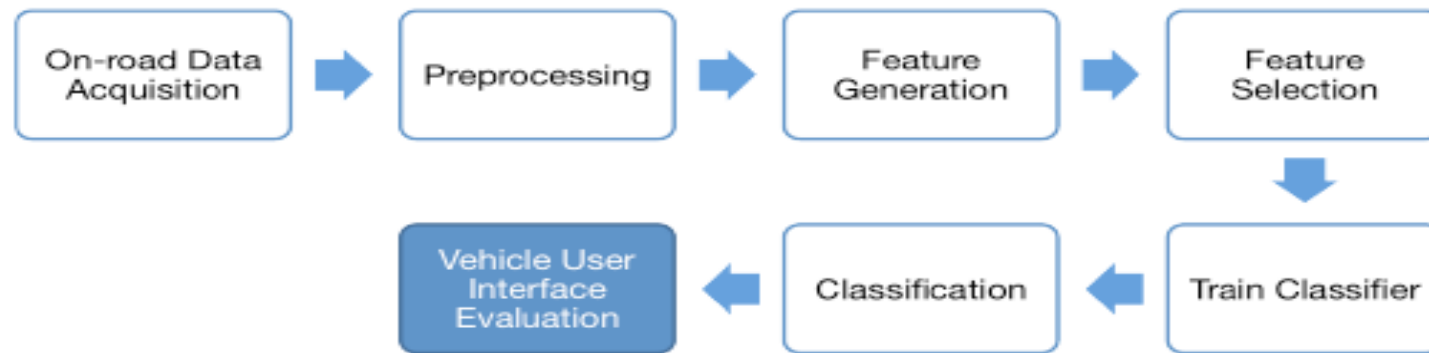 On-road Data
Acquisition
Preprocessing
Feature
Generation
Feature
Selection
Train Classifier
Classification
Vehicle User
Interface
Evaluation